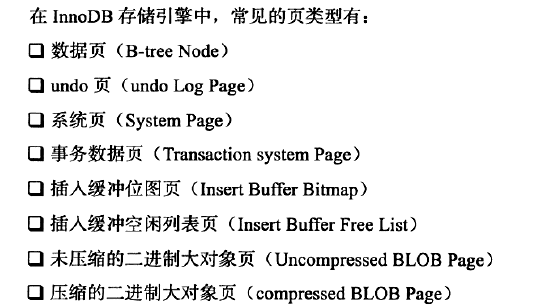 在 InnoDB 存储引擎中，常见的页类型有：
❑ 数据页（B-tree Node）
❑ undo 页（undo Log Page）
❑ 系统页（System Page）
❑ 事务数据页（Transaction system Page）
❑ 插入缓冲位图页（Insert Buffer Bitmap）
❑ 插入缓冲空闲列表页（Insert Buffer Free List）
❑ 未压缩的二进制大对象页（Uncompressed BLOB Page）
❑ 压缩的二进制大对象页（compressed BLOB Page）